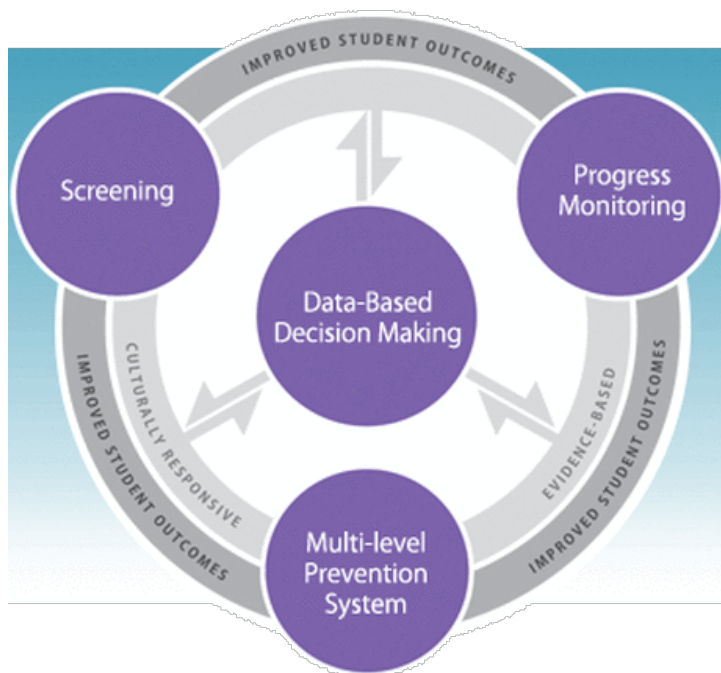 IMPROVED STUDENT OUTCOMES
Screening
Progress
Monitoring
Data-Based
Decision Making
CULTURALLY RESPONSIVE
EVIDENCE-BASED
IMPROVED STUDENT OUTCOMES
IMPROVED STUDENT OUTCOMES
Multi-level
Prevention
System